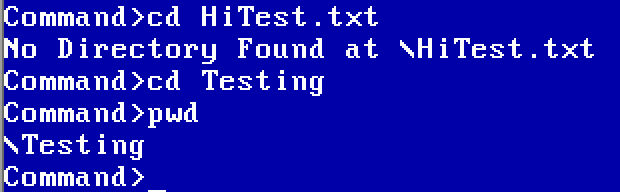 Command>cd HiTest.txt
No Directory Found at \HiTest.txt
Command>cd Testing
Command>pwd
\Testing
Command>_